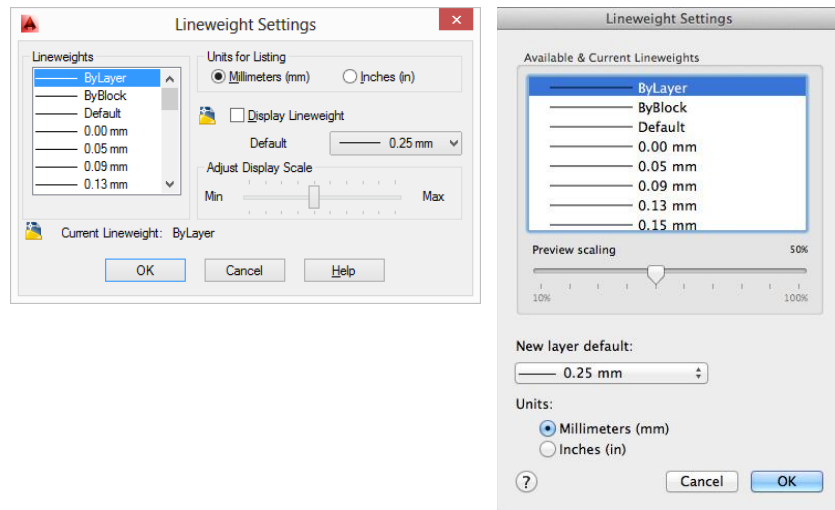 Lineweight Settings
Lineweights
ByLayer
ByBlock
Default
0.00 mm
0.05 mm
0.09 mm
0.13 mm
Units for Listing
Millimeters (mm) Inches (in)
Display Lineweight
Default 0.25 mm
Adjust Display Scale
Min Max
Current Lineweight: ByLayer
OK Cancel Help
Lineweight Settings
Available & Current Lineweights
ByLayer
ByBlock
Default
0.00 mm
0.05 mm
0.09 mm
0.13 mm
0.15 mm
Preview scaling 50%
10% 100%
New layer default:
0.25 mm
Units:
Millimeters (mm)
Inches (in)
? Cancel OK